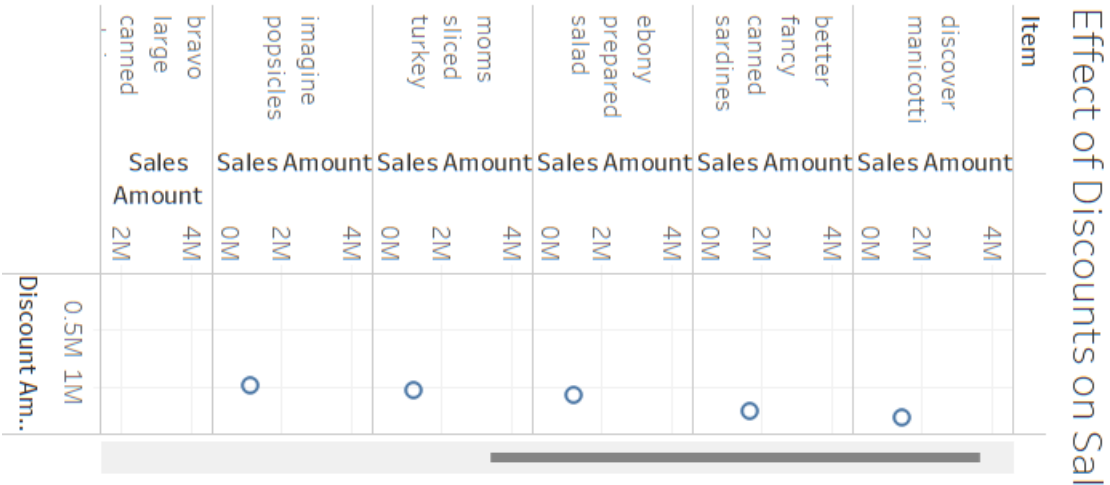 Effect of Discounts on Sal
Item
discover
manicotti
Sales Amount
4M
2M
0M
better
fancy
canned
sardines
Sales Amount
4M
2M
0M
ebony
prepared
salad
Sales Amount
4M
2M
0M
moms
sliced
turkey
Sales Amount
4M
2M
0M
imagine
popsicles
Sales Amount
4M
2M
0M
bravo
large
canned
Sales
Amount
4M
2M
0.5M 1M
Discount Am..